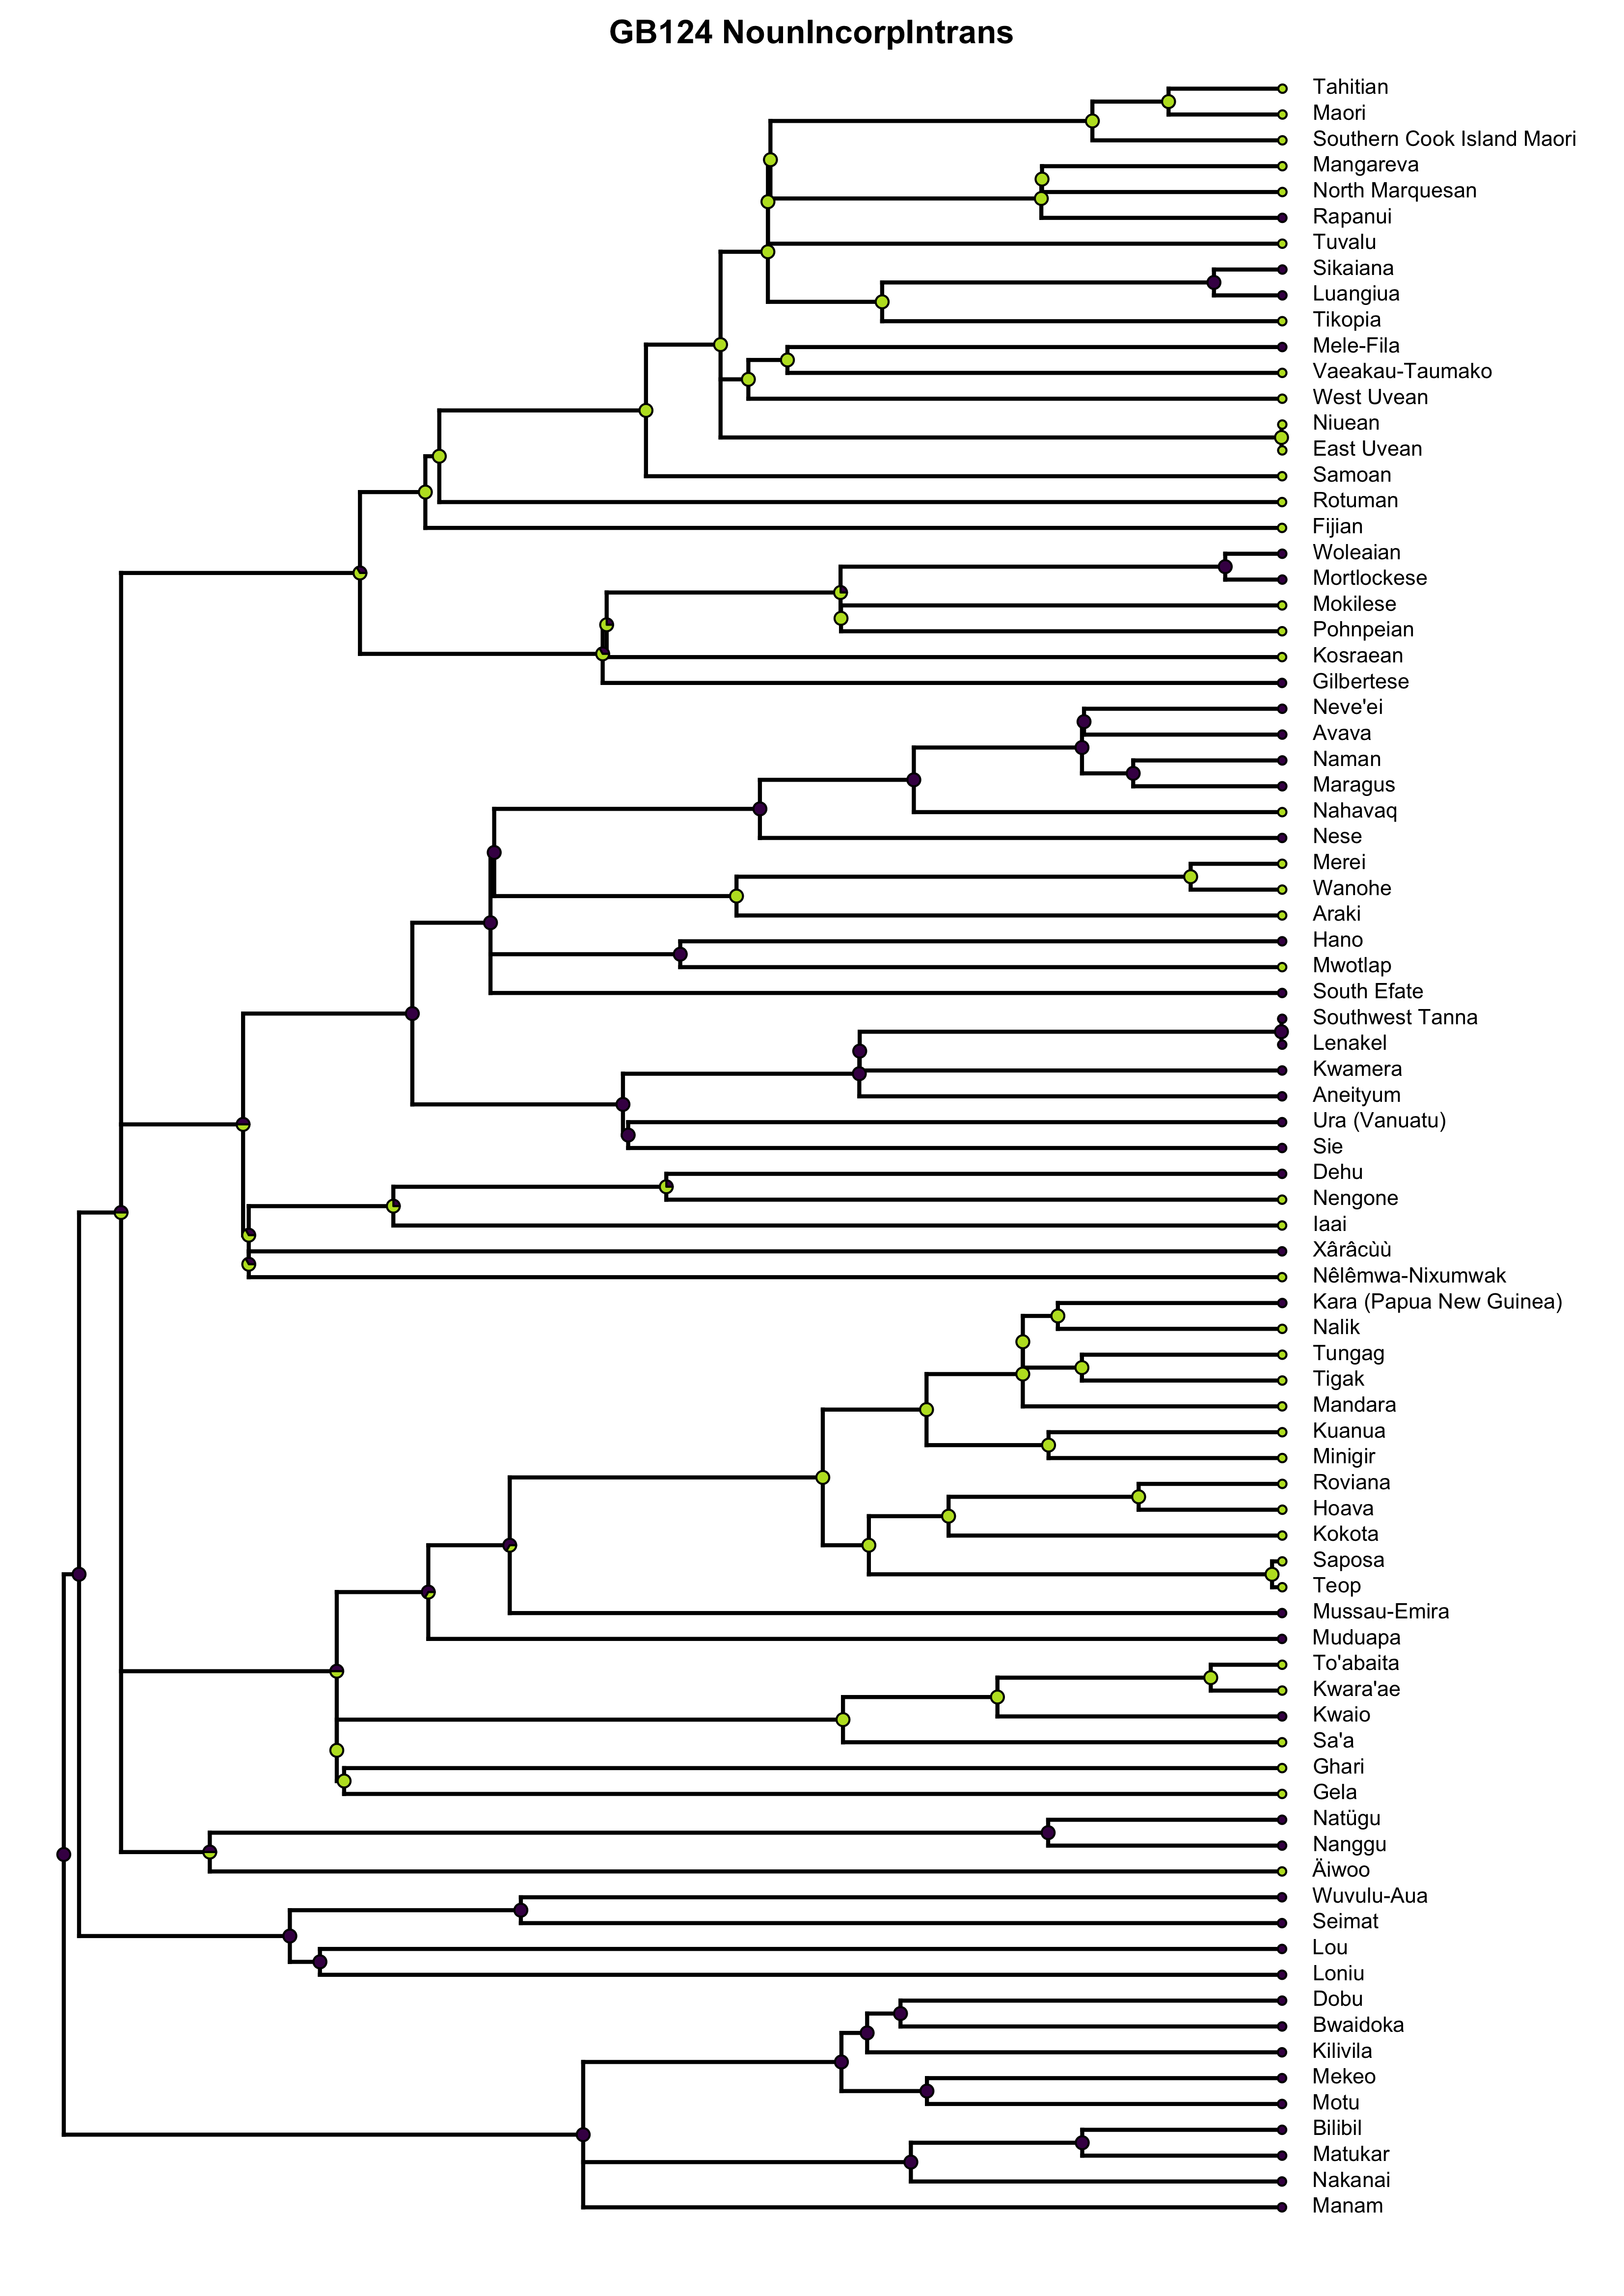 GB124 NounIncorpIntrans
Tahitian
Maori
Southern Cook Island Maori
Mangareva
North Marquesan
Rapanui
Tuvalu
Sikaiana
Luangiua
Tikopia
Mele-Fila
Vaeakau-Taumako
West Uvean
Niuean
East Uvean
Samoan
Rotuman
Fijian
Woleaian
Mortlockese
Mokilese
Pohnpeian
Kosraean
Gilbertese
Neve'ei
Avava
Naman
Maragus
Nahavaq
Nese
Merei
Wanohe
Araki
Hano
Mwotlap
South Efate
Southwest Tanna
Lenakel
Kwamera
Aneityum
Ura (Vanuatu)
Sie
Dehu
Nengone
Iaai
Xârâcùù
Nêlêmwa-Nixumwak
Kara (Papua New Guinea)
Nalik
Tungag
Tigak
Mandara
Kuanua
Minigir
Roviana
Hoava
Kokota
Saposa
Teop
Mussau-Emira
Muduapa
To'abaita
Kwara'ae
Kwaio
Sa'a
Ghari
Gela
Natügu
Nanggu
Äiwoo
Wuvulu-Aua
Seimat
Lou
Loniu
Dobu
Bwaidoka
Kilivila
Mekeo
Motu
Bilibil
Matukar
Nakanai
Manam